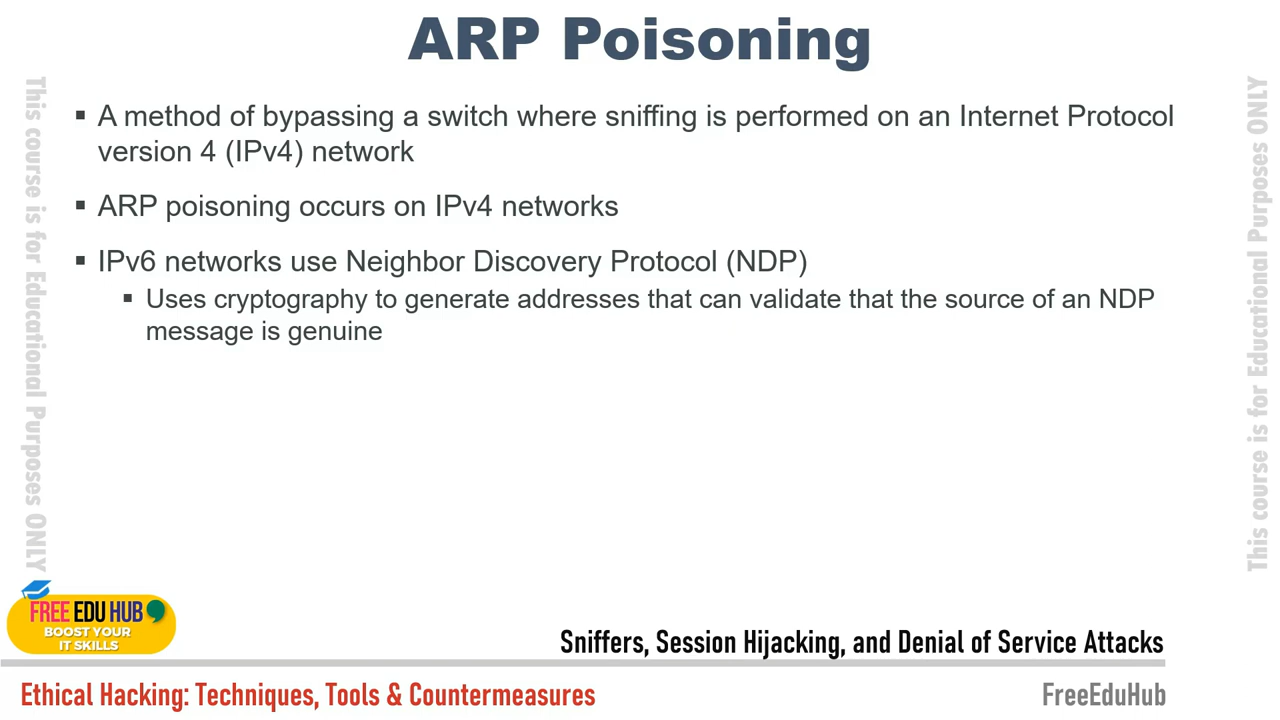 ARP Poisoning
▪ A method of bypassing a switch where sniffing is performed on an Internet Protocol
version 4 (IPv4) network
▪ ARP poisoning occurs on IPv4 networks
▪ IPv6 networks use Neighbor Discovery Protocol (NDP)
▪ Uses cryptography to generate addresses that can validate that the source of an NDP
message is genuine
This course is for Educational Purposes ONLY
This course is for Educational Purposes ONLY
FREE EDU HUB
BOOST YOUR
IT SKILLS
Sniffers, Session Hijacking, and Denial of Service Attacks
Ethical Hacking: Techniques, Tools & Countermeasures
FreeEduHub